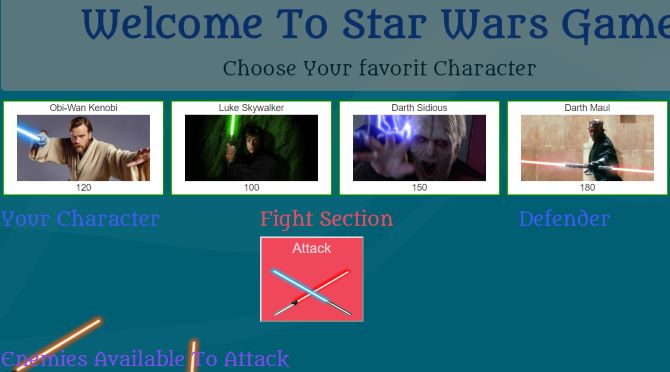 Welcome To Star Wars Game
Choose Your favorit Character
Obi-Wan Kenobi
120
Luke Skywalker
100
Darth Sidious
150
Darth Maul
180
Your Character
Fight Section
Defender
Attack
Enemies Available To Attack